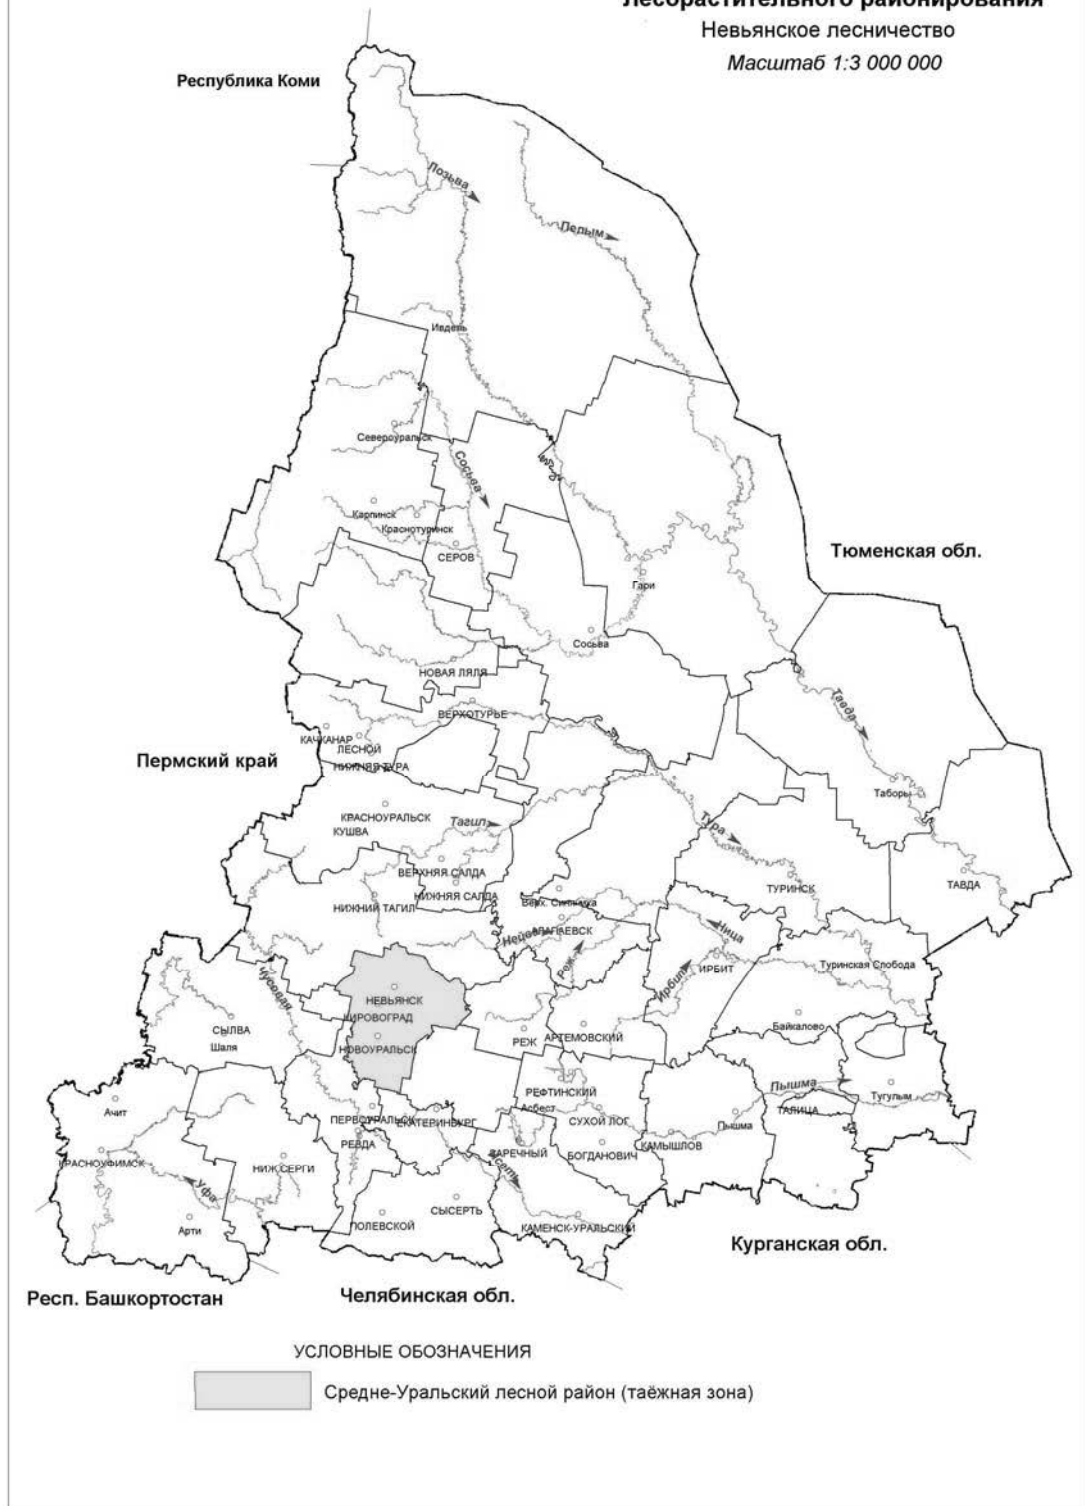 Лесорастительного районирования
Невьянское лесничество
Масштаб 1:3 000 000
Республика Коми
Лозьва
Пелым
Ивдель
Североуральск
Сосьва
Карпинск
Краснотуринск
СЕРОВ
Тюменская обл.
Гари
Сосьва
НОВАЯ ЛЯЛЯ
ВЕРХОТУРЬЕ
Тавда
КАЧКАНАР
ЛЕСНОЙ
Пермский край
НИЖНЯЯ ТУРА
Таборы
КРАСНОУРАЛЬСК
Тагил
КУШВА
Тура
ВЕРХНЯЯ САЛДА
ТУРИНСК
ТАВДА
НИЖНЯЯ САЛДА
Верх. Синячиха
НИЖНИЙ ТАГИЛ
Нейва
АЛАПАЕВСК
Ница
Реж
Туринская Слобода
ИРБИТ
Ирбит
Чусовая
НЕВЬЯНСК
КИРОВОГРАД
СЫЛВА
Байкалово
РЕЖ
АРТЕМОВСКИЙ
Шаля
НОВОУРАЛЬСК
РЕФТИНСКИЙ
Пышма
Тугулым
Ачит
Асбест
ТАЛИЦА
ПЕРВОУРАЛЬСК
ЕКАТЕРИНБУРГ
СУХОЙ ЛОГ
Пышма
РЕВДА
КАМЫШЛОВ
ЗАРЕЧНЫЙ
БОГДАНОВИЧ
КРАСНОУФИМСК
НИЖ.СЕРГИ
Исеть
Уфа
СЫСЕРТЬ
Арти
ПОЛЕВСКОЙ
КАМЕНСК-УРАЛЬСКИЙ
Курганская обл.
Респ. Башкортостан
Челябинская обл.
УСЛОВНЫЕ ОБОЗНАЧЕНИЯ
Средне-Уральский лесной район (таёжная зона)